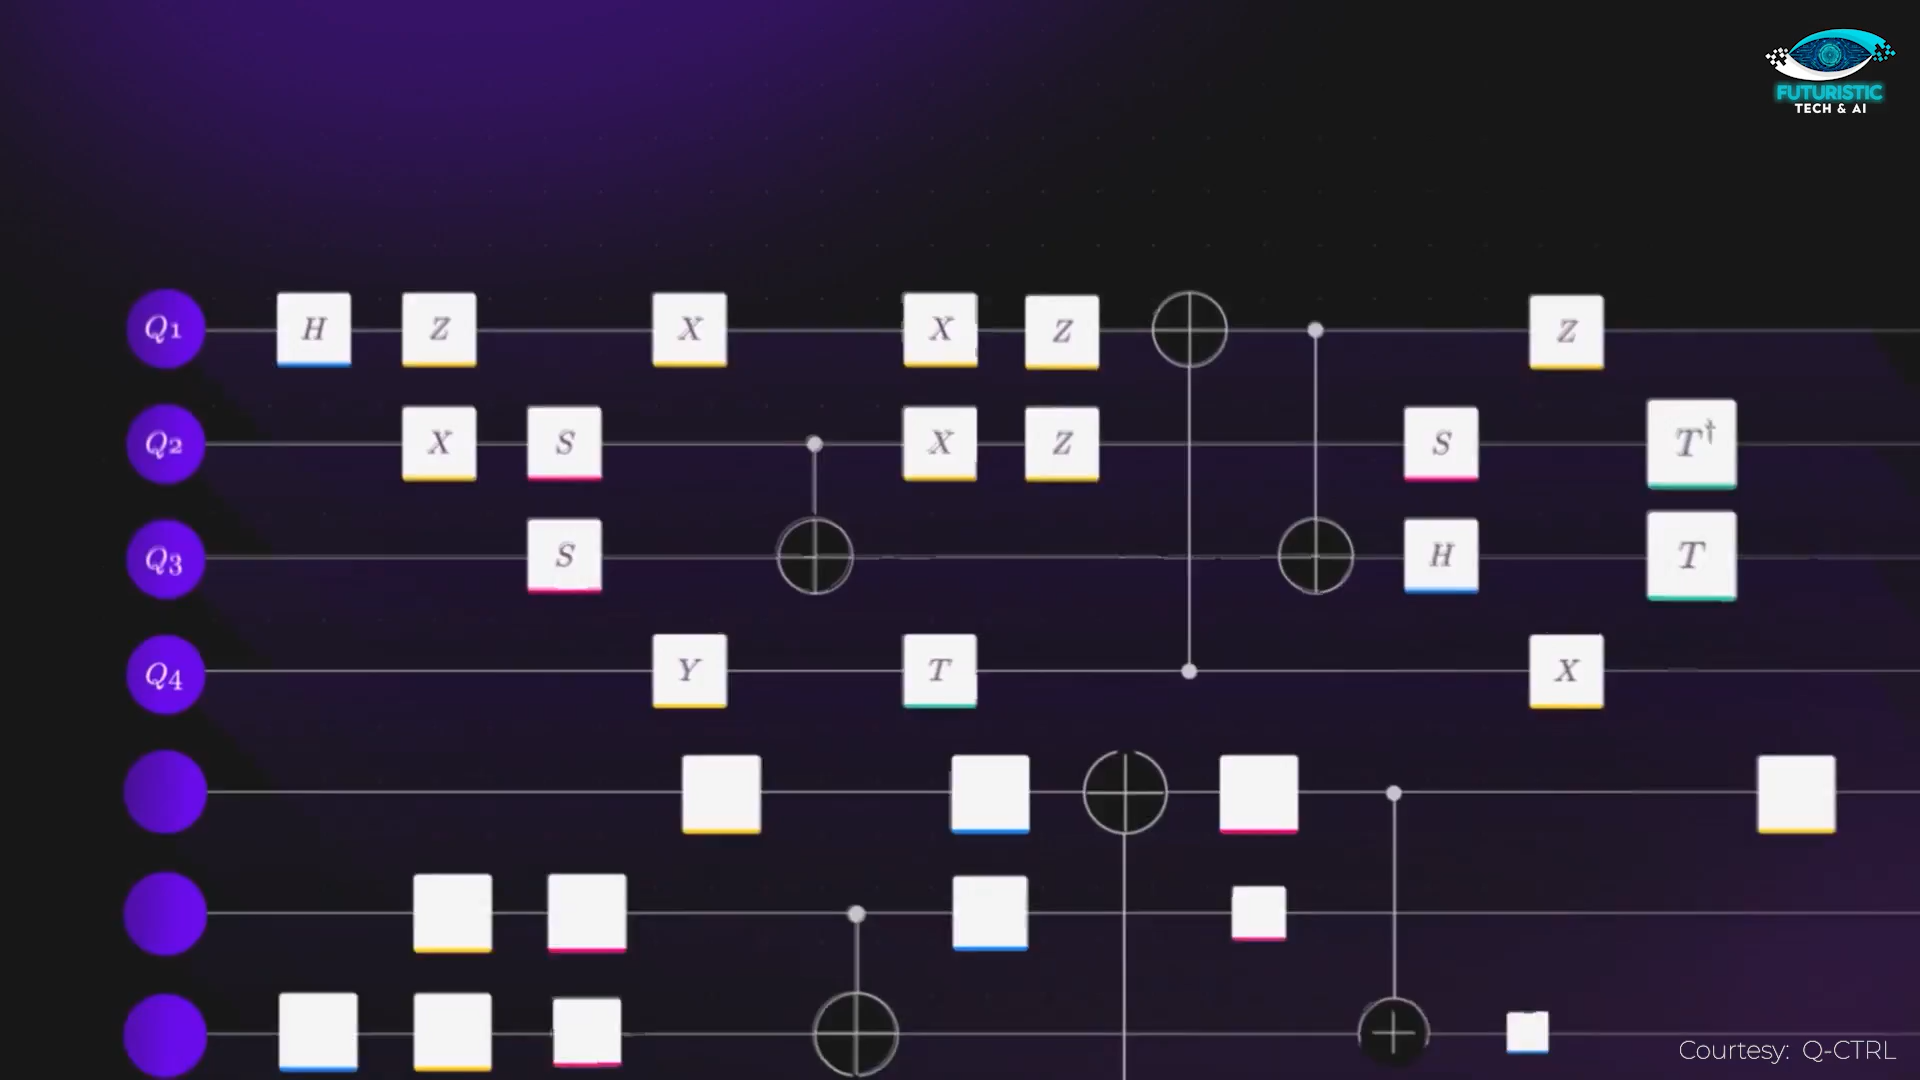 FUTURISTIC
TECH & AI
Q1 H Z X X Z Z
Q2 X S X Z S T†
Q3 S H T
Q4 Y T X
Courtesy: Q-CTRL